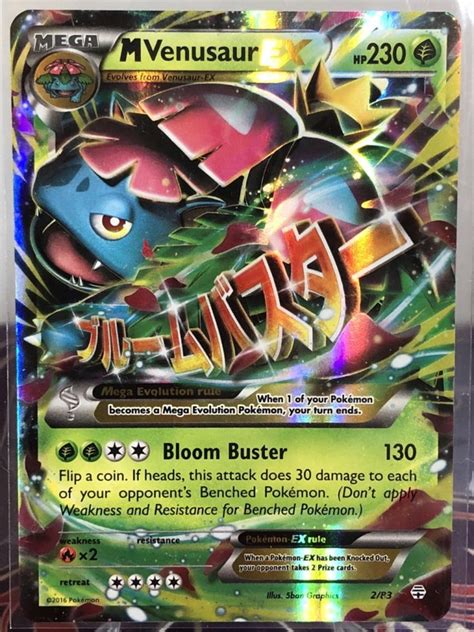 MEGA
M Venusaur EX
HP230
Evolves from Venusaur-EX
ブルームバスター
Mega Evolution rule
When 1 of your Pokémon
becomes a Mega Evolution Pokémon, your turn ends.
Bloom Buster 130
Flip a coin. If heads, this attack does 30 damage to each
of your opponent's Benched Pokémon. (Don't apply
Weakness and Resistance for Benched Pokémon.)
weakness
resistance
×2
Pokémon-EX rule
When a Pokémon-EX has been Knocked Out,
your opponent takes 2 Prize cards.
retreat
©2016 Pokémon
Illus. 5ban Graphics
2/83